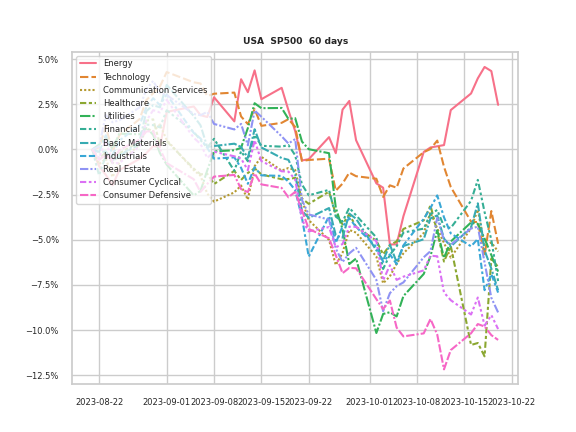 USA SP500 60 days
5.0%
2.5%
0.0%
−2.5%
−5.0%
−7.5%
−10.0%
−12.5%
Energy
Technology
Communication Services
Healthcare
Utilities
Financial
Basic Materials
Industrials
Real Estate
Consumer Cyclical
Consumer Defensive
2023-08-22 2023-09-01 2023-09-08 2023-09-15 2023-09-22 2023-10-01 2023-10-08 2023-10-15 2023-10-22